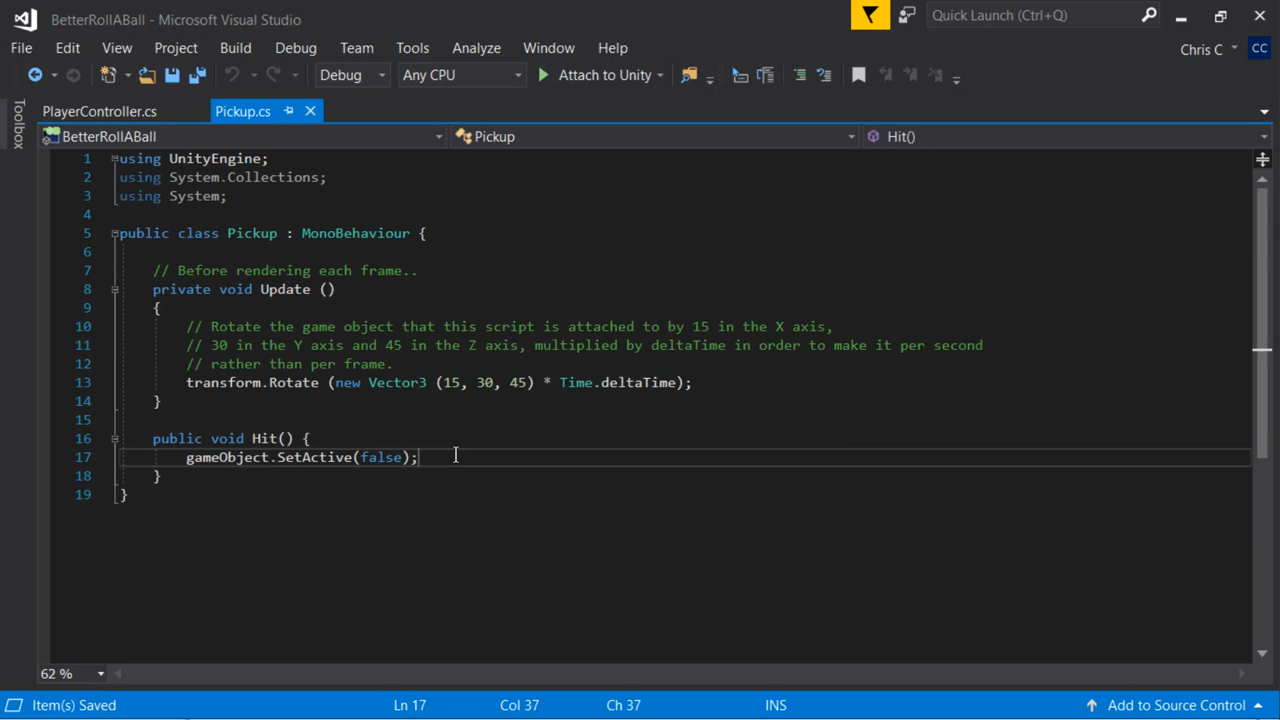 BetterRollABall - Microsoft Visual Studio
Quick Launch (Ctrl+Q)
File Edit View Project Build Debug Team Tools Test Analyze Window Help
Chris C
CC
Debug
Any CPU
Attach to Unity
Toolbox
PlayerController.cs
Pickup.cs
BetterRollABall
Pickup
Hit()
1 using UnityEngine;
2 using System.Collections;
3 using System;
4
5 public class Pickup : MonoBehaviour {
6
7 // Before rendering each frame..
8 private void Update ()
9 {
10 // Rotate the game object that this script is attached to by 15 in the X axis,
11 // 30 in the Y axis and 45 in the Z axis, multiplied by deltaTime in order to make it per second
12 // rather than per frame.
13 transform.Rotate (new Vector3 (15, 30, 45) * Time.deltaTime);
14 }
15
16 public void Hit() {
17 gameObject.SetActive(false);
18 }
19 }
62 %
Item(s) Saved
Ln 17
Col 37
Ch 37
INS
Add to Source Control